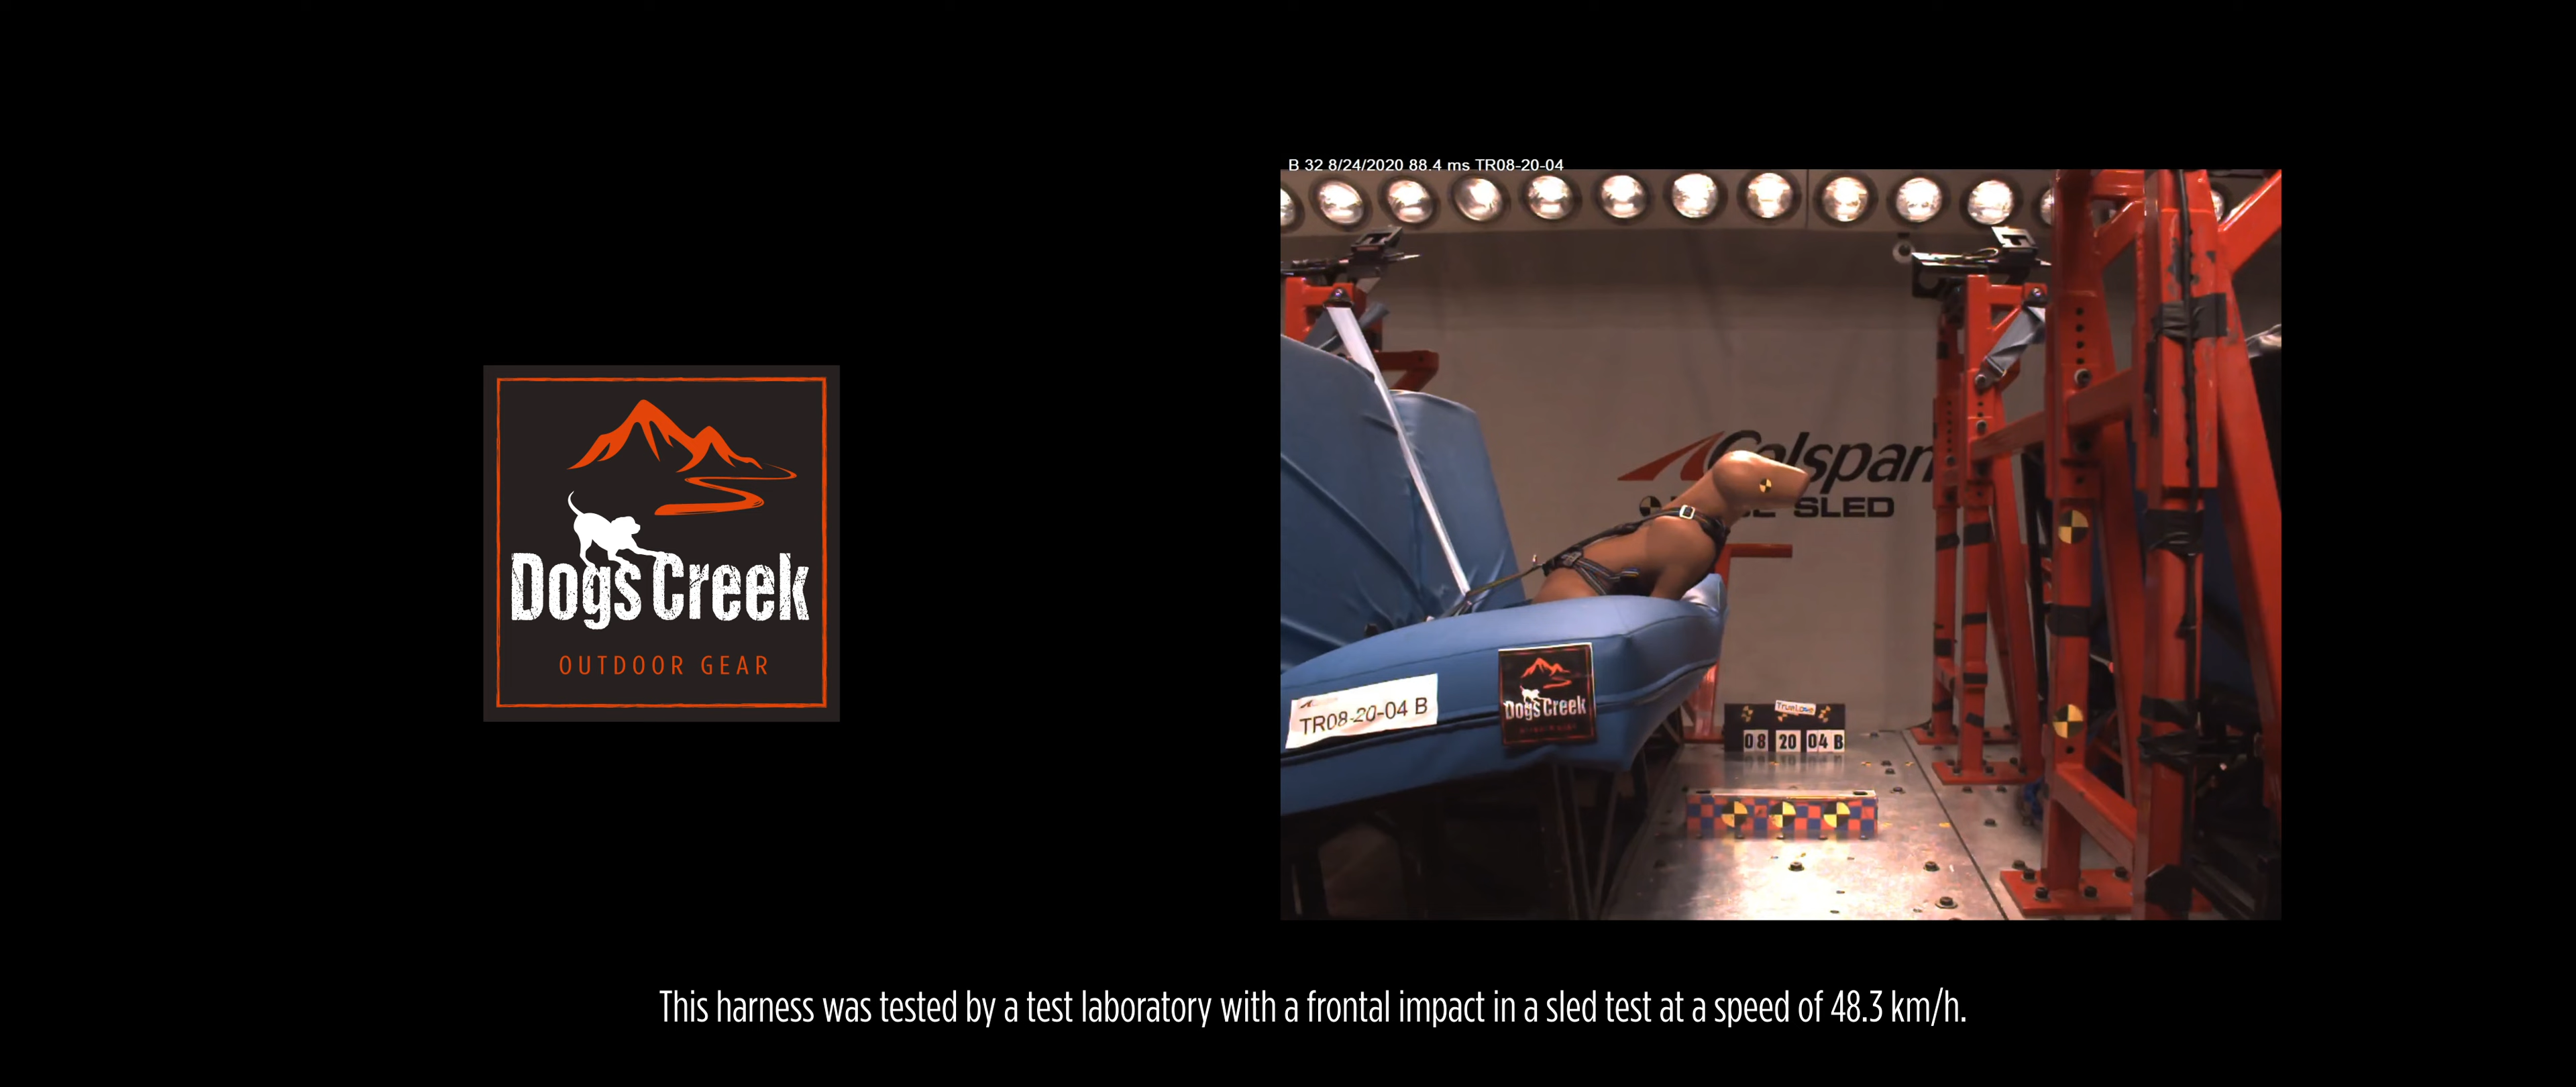 B 32 8/24/2020 88.4 ms TR08-20-04
Calspan
SLED
Dogs Creek
OUTDOOR GEAR
TR08-20-04 B
Dogs Creek
TrueLove
08 20 04 B
This harness was tested by a test laboratory with a frontal impact in a sled test at a speed of 48.3 km/h.